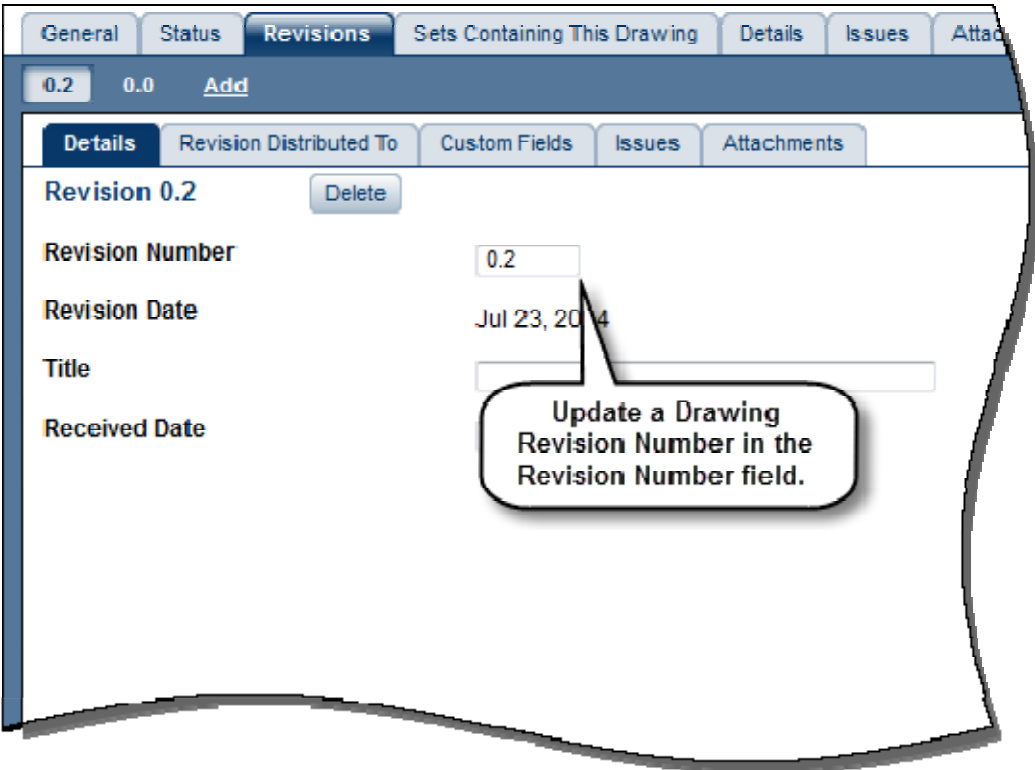 General Status Revisions Sets Containing This Drawing Details Issues
0.2 0.0 Add
Details Revision Distributed To Custom Fields Issues Attachments
Revision 0.2 Delete
Revision Number 0.2
Revision Date Jul 23,
Title
Received Date
Update a Drawing
Revision Number in the
Revision Number field.